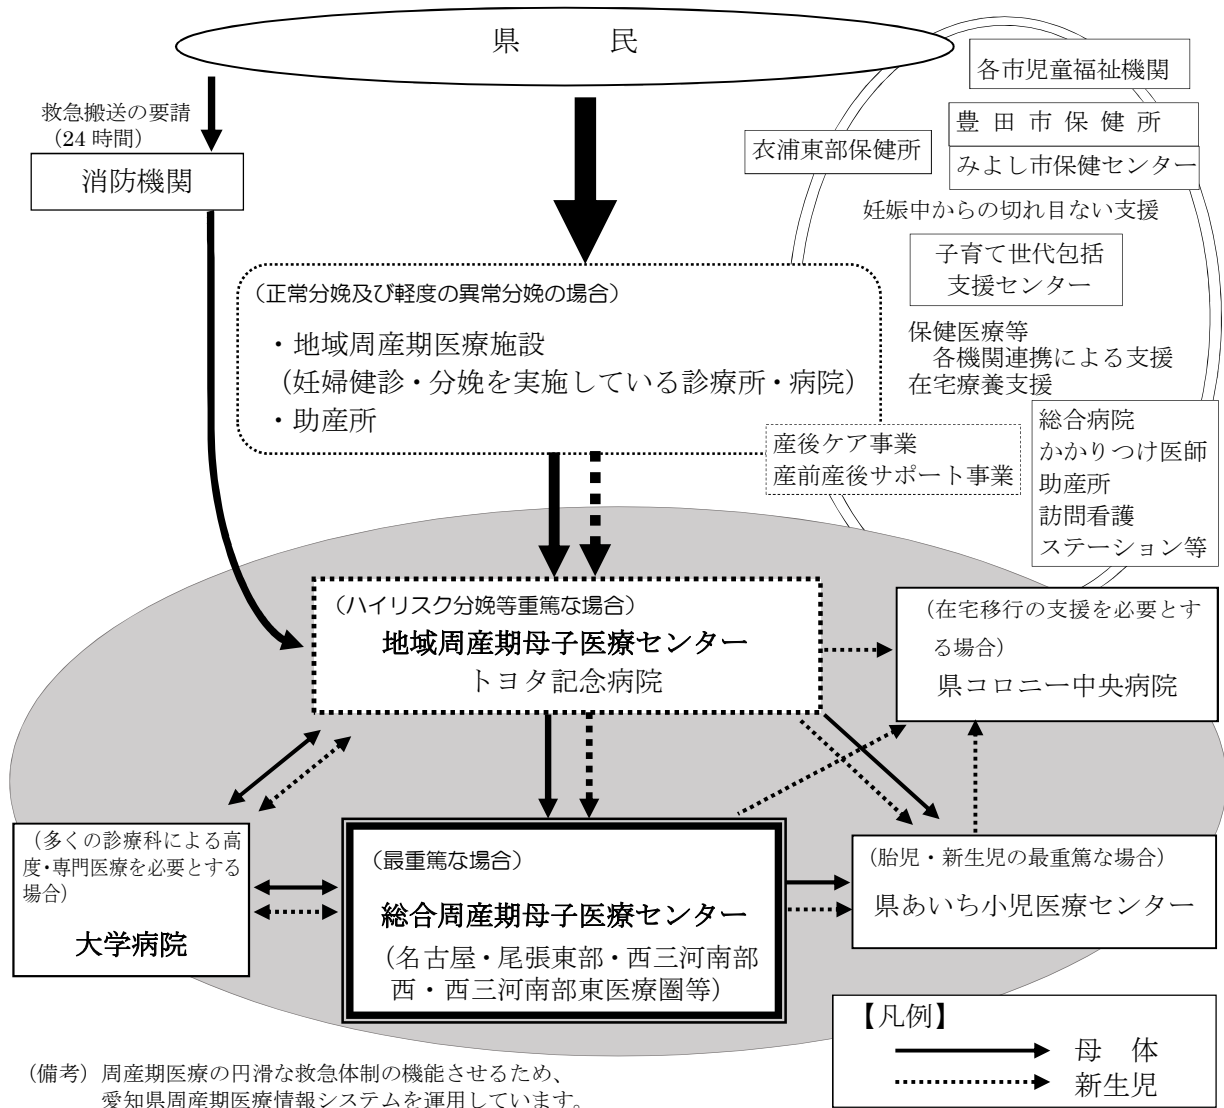 県　　　民
救急搬送の要請
（24 時間）
消防機関
各市児童福祉機関
豊 田 市 保 健 所
衣浦東部保健所
みよし市保健センター
妊娠中からの切れ目ない支援
子育て世代包括
支援センター
保健医療等
各機関連携による支援
在宅療養支援
総合病院
かかりつけ医師
助産所
訪問看護
ステーション等
（正常分娩及び軽度の異常分娩の場合）
・地域周産期医療施設
（妊婦健診・分娩を実施している診療所・病院）
・助産所
産後ケア事業
産前産後サポート事業
（ハイリスク分娩等重篤な場合）
地域周産期母子医療センター
トヨタ記念病院
（在宅移行の支援を必要とす
る場合）
県コロニー中央病院
（多くの診療科による高
度・専門医療を必要とする
場合）
大学病院
（最重篤な場合）
総合周産期母子医療センター
（名古屋・尾張東部・西三河南部
西・西三河南部東医療圏等）
（胎児・新生児の最重篤な場合）
県あいち小児医療センター
【凡例】
母　体
新生児
（備考）周産期医療の円滑な救急体制の機能させるため、
愛知県周産期医療情報システムを運用しています。